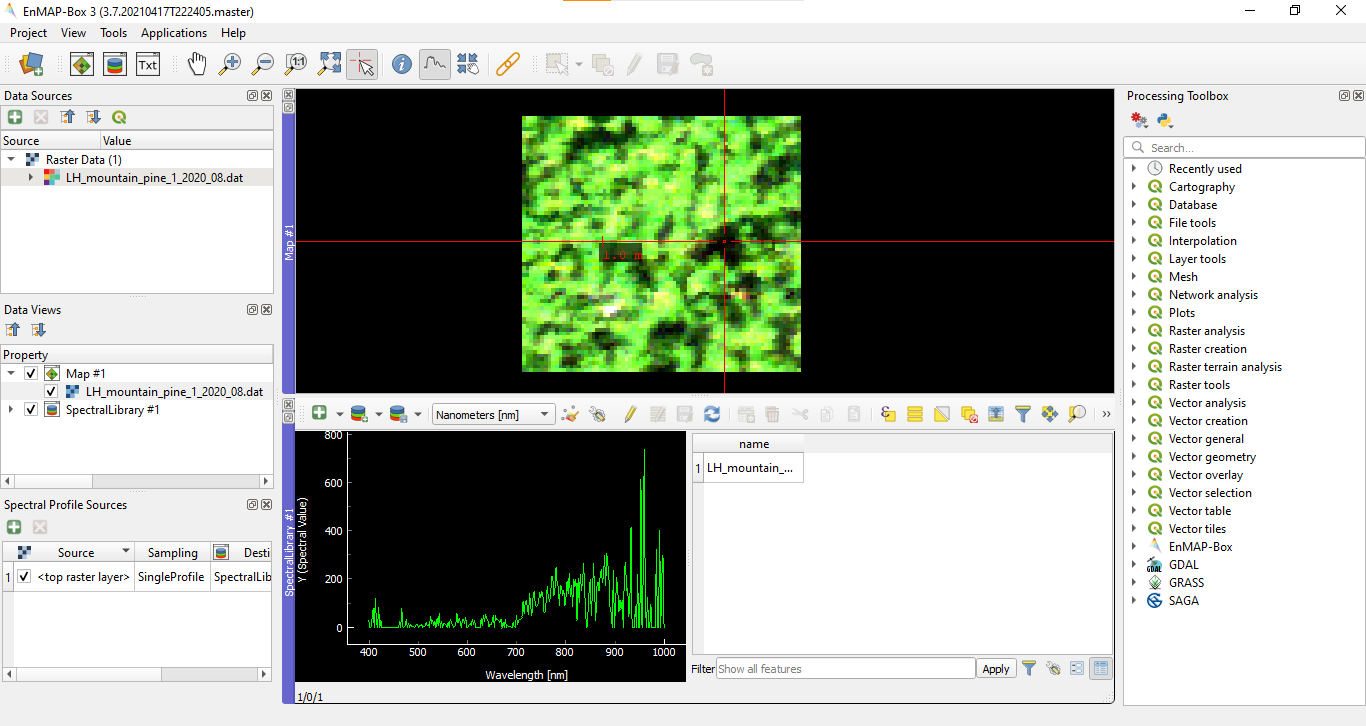 EnMAP-Box 3 (3.7.20210417T222405.master)
Project View Tools Applications Help
1:1
Txt
Data Sources
Source Value
Raster Data (1)
LH_mountain_pine_1_2020_08.dat
Data Views
Property
Map #1
LH_mountain_pine_1_2020_08.dat
SpectralLibrary #1
Spectral Profile Sources
Source Sampling Desti
1 <top raster layer> SingleProfile SpectralLib
Map #1
1.0 m
SpectralLibrary #1
Nanometers [nm]
ε
»
Y (Spectral Value)
800
600
400
200
0
400 500 600 700 800 900 1000
Wavelength [nm]
name
1 LH_mountain_...
Filter Show all features Apply
1/0/1
Processing Toolbox
Search...
Recently used
Cartography
Database
File tools
Interpolation
Layer tools
Mesh
Network analysis
Plots
Raster analysis
Raster creation
Raster terrain analysis
Raster tools
Vector analysis
Vector creation
Vector general
Vector geometry
Vector overlay
Vector selection
Vector table
Vector tiles
EnMAP-Box
GDAL GDAL
GRASS
SAGA